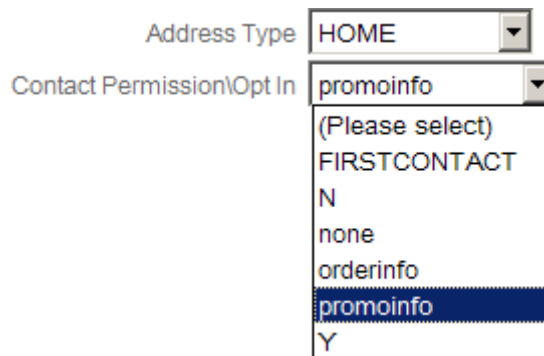 Address Type HOME
Contact Permission\Opt In promoinfo
(Please select)
FIRSTCONTACT
N
none
orderinfo
promoinfo
Y